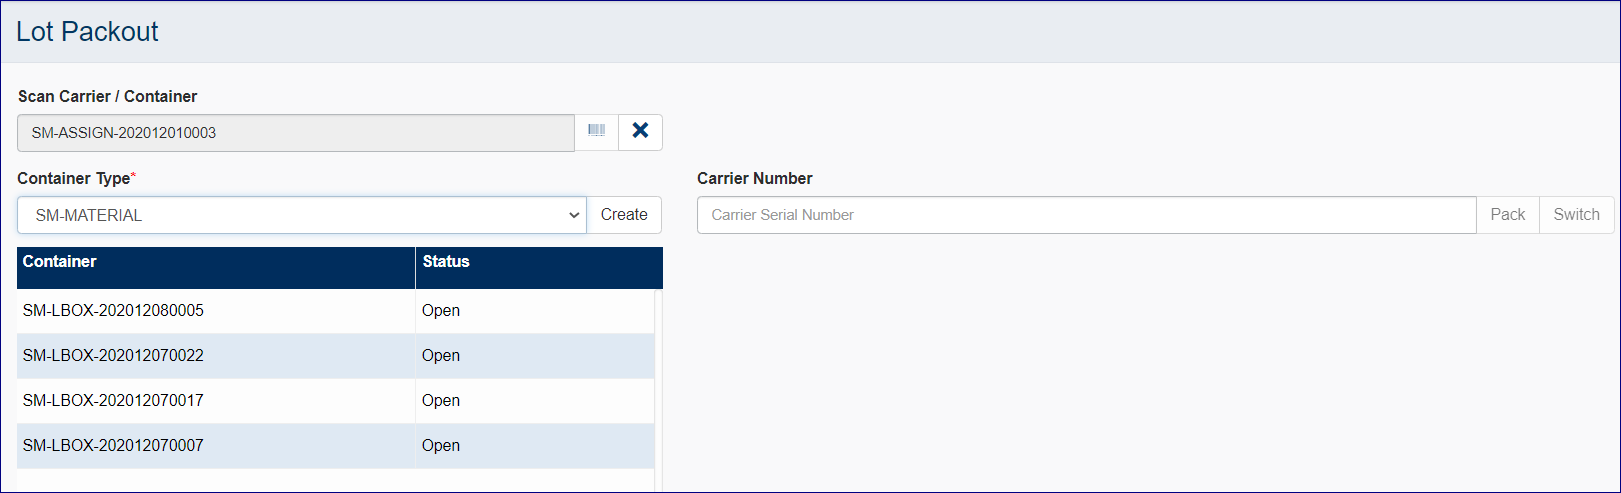 Lot Packout
Scan Carrier / Container
SM-ASSIGN-202012010003
Container Type*
SM-MATERIAL
Create
Carrier Number
Carrier Serial Number
Pack
Switch
Container Status
SM-LBOX-202012080005 Open
SM-LBOX-202012070022 Open
SM-LBOX-202012070017 Open
SM-LBOX-202012070007 Open